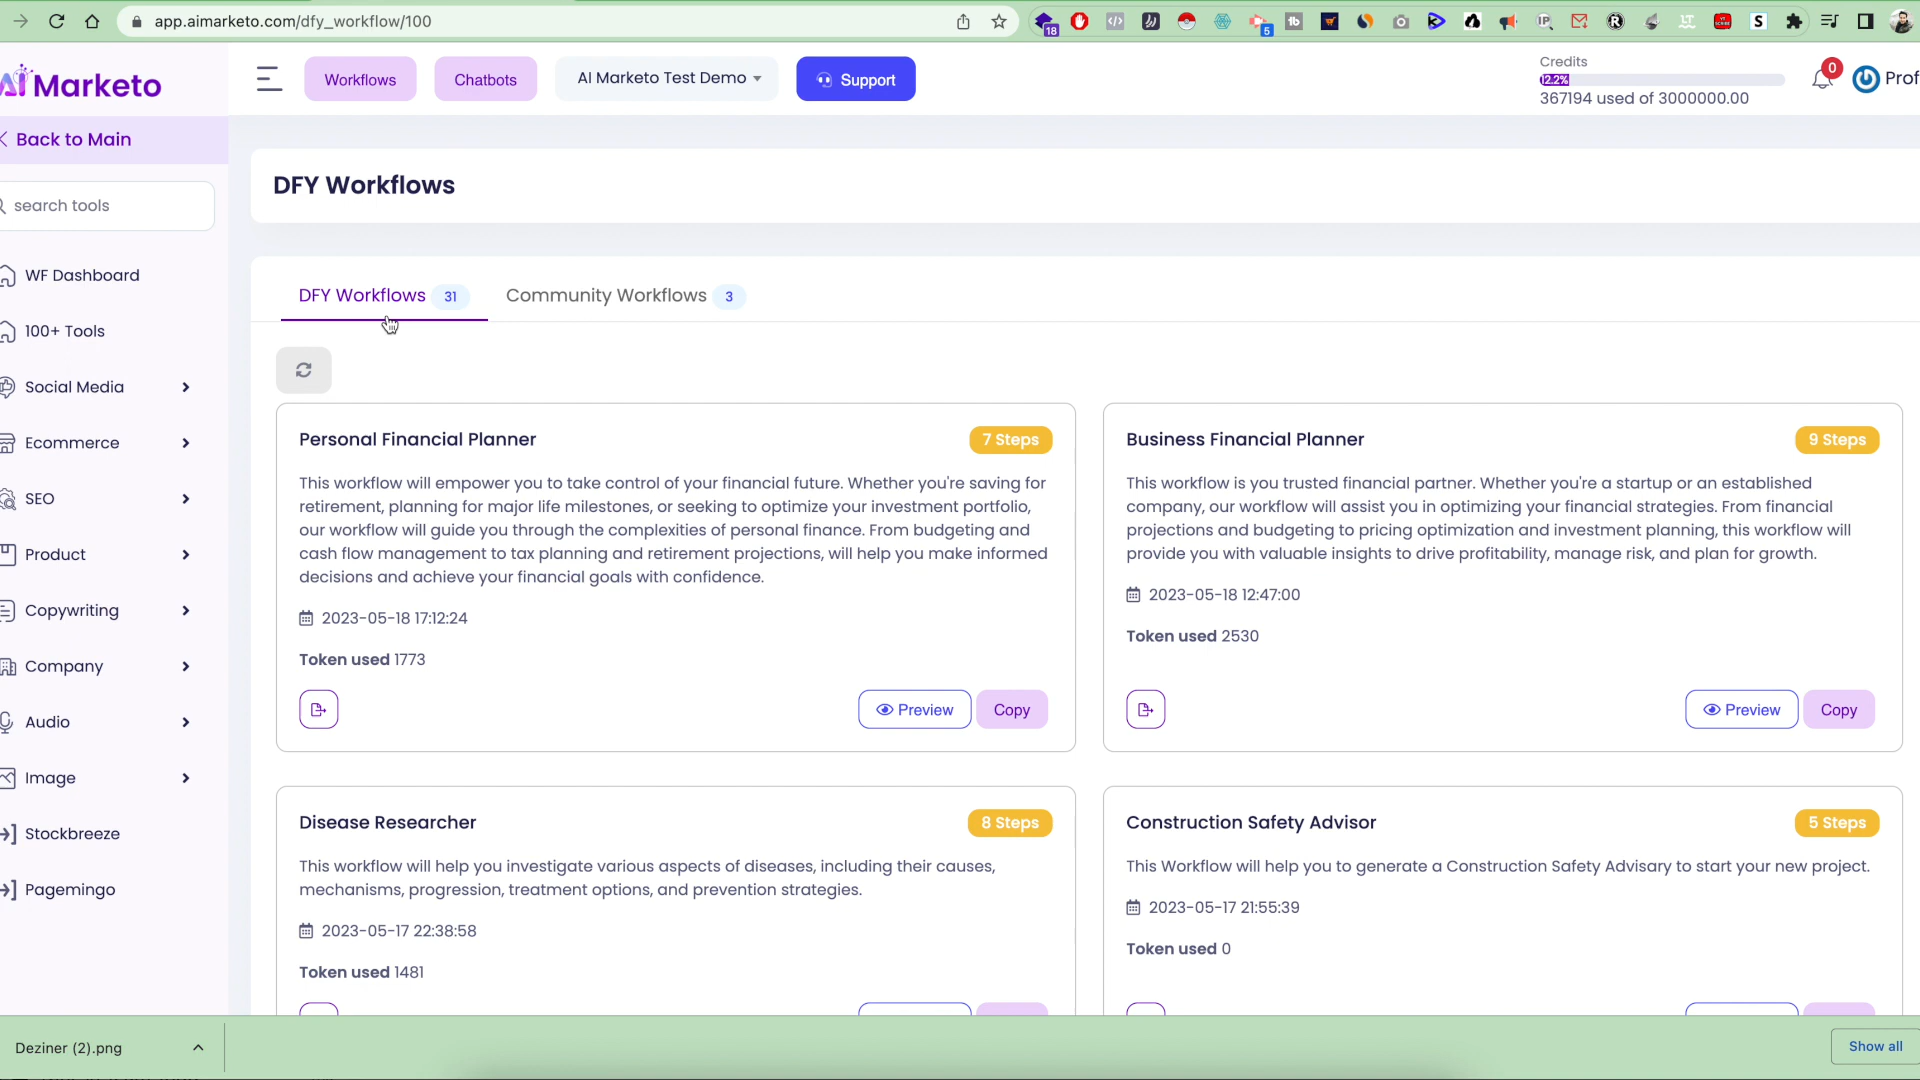 app.aimarketo.com/dfy_workflow/100
18
5
AI Marketo
Workflows
Chatbots
AI Marketo Test Demo
Support
Credits
12.2%
367194 used of 3000000.00
0
Prof
Back to Main
search tools
WF Dashboard
100+ Tools
Social Media
Ecommerce
SEO
Product
Copywriting
Company
Audio
Image
Stockbreeze
Pagemingo
DFY Workflows
DFY Workflows 31
Community Workflows 3
Personal Financial Planner
7 Steps
This workflow will empower you to take control of your financial future. Whether you're saving for
retirement, planning for major life milestones, or seeking to optimize your investment portfolio,
our workflow will guide you through the complexities of personal finance. From budgeting and
cash flow management to tax planning and retirement projections, will help you make informed
decisions and achieve your financial goals with confidence.
2023-05-18 17:12:24
Token used 1773
Preview
Copy
Business Financial Planner
9 Steps
This workflow is you trusted financial partner. Whether you're a startup or an established
company, our workflow will assist you in optimizing your financial strategies. From financial
projections and budgeting to pricing optimization and investment planning, this workflow will
provide you with valuable insights to drive profitability, manage risk, and plan for growth.
2023-05-18 12:47:00
Token used 2530
Preview
Copy
Disease Researcher
8 Steps
This workflow will help you investigate various aspects of diseases, including their causes,
mechanisms, progression, treatment options, and prevention strategies.
2023-05-17 22:38:58
Token used 1481
Construction Safety Advisor
5 Steps
This Workflow will help you to generate a Construction Safety Advisary to start your new project.
2023-05-17 21:55:39
Token used 0
Deziner (2).png
Show all